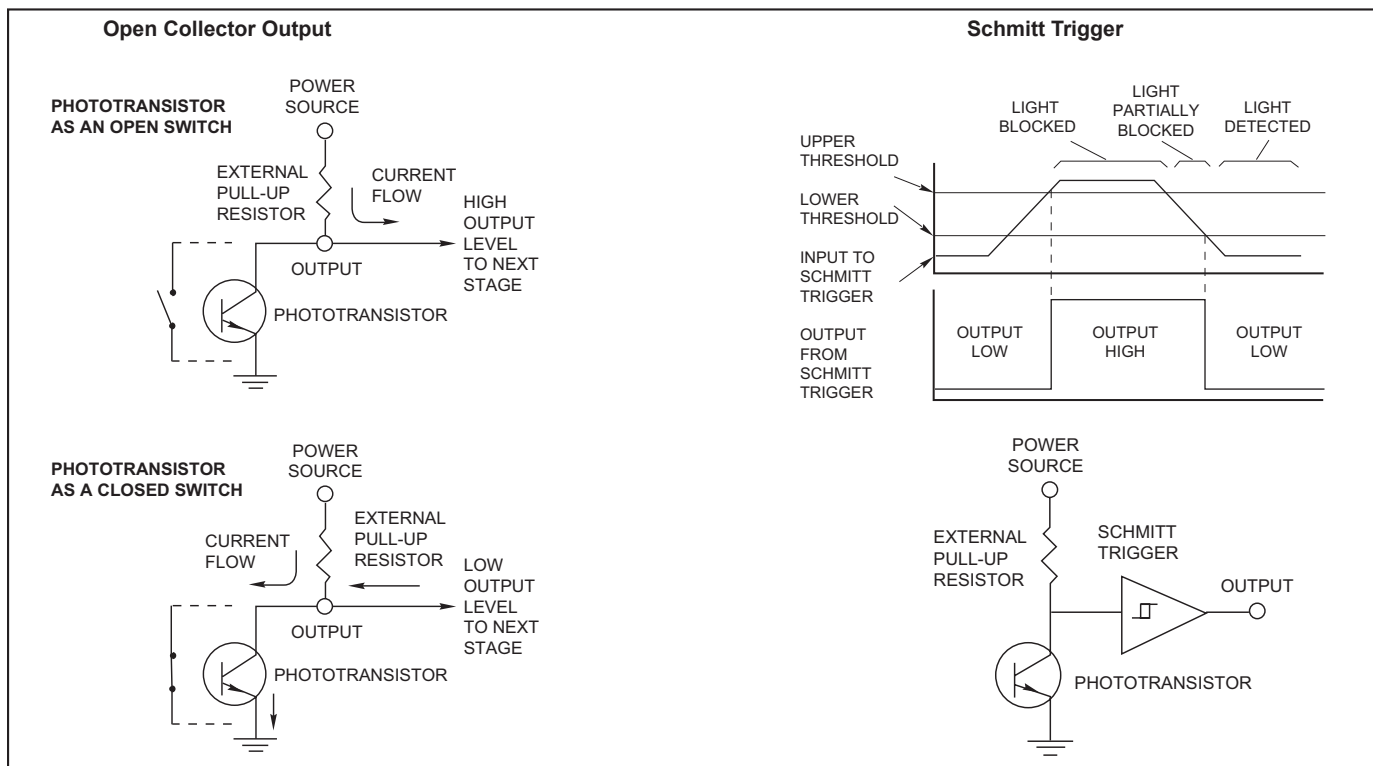 Open Collector Output
PHOTOTRANSISTOR
AS AN OPEN SWITCH
POWER
SOURCE
EXTERNAL
PULL-UP
RESISTOR
CURRENT
FLOW
HIGH
OUTPUT
LEVEL
TO NEXT
STAGE
OUTPUT
PHOTOTRANSISTOR
PHOTOTRANSISTOR
AS A CLOSED SWITCH
POWER
SOURCE
CURRENT
FLOW
EXTERNAL
PULL-UP
RESISTOR
LOW
OUTPUT
LEVEL
TO NEXT
STAGE
OUTPUT
PHOTOTRANSISTOR
Schmitt Trigger
LIGHT
BLOCKED
LIGHT
PARTIALLY
BLOCKED
LIGHT
DETECTED
UPPER
THRESHOLD
LOWER
THRESHOLD
INPUT TO
SCHMITT
TRIGGER
OUTPUT
FROM
SCHMITT
TRIGGER
OUTPUT
LOW
OUTPUT
HIGH
OUTPUT
LOW
POWER
SOURCE
EXTERNAL
PULL-UP
RESISTOR
SCHMITT
TRIGGER
OUTPUT
PHOTOTRANSISTOR